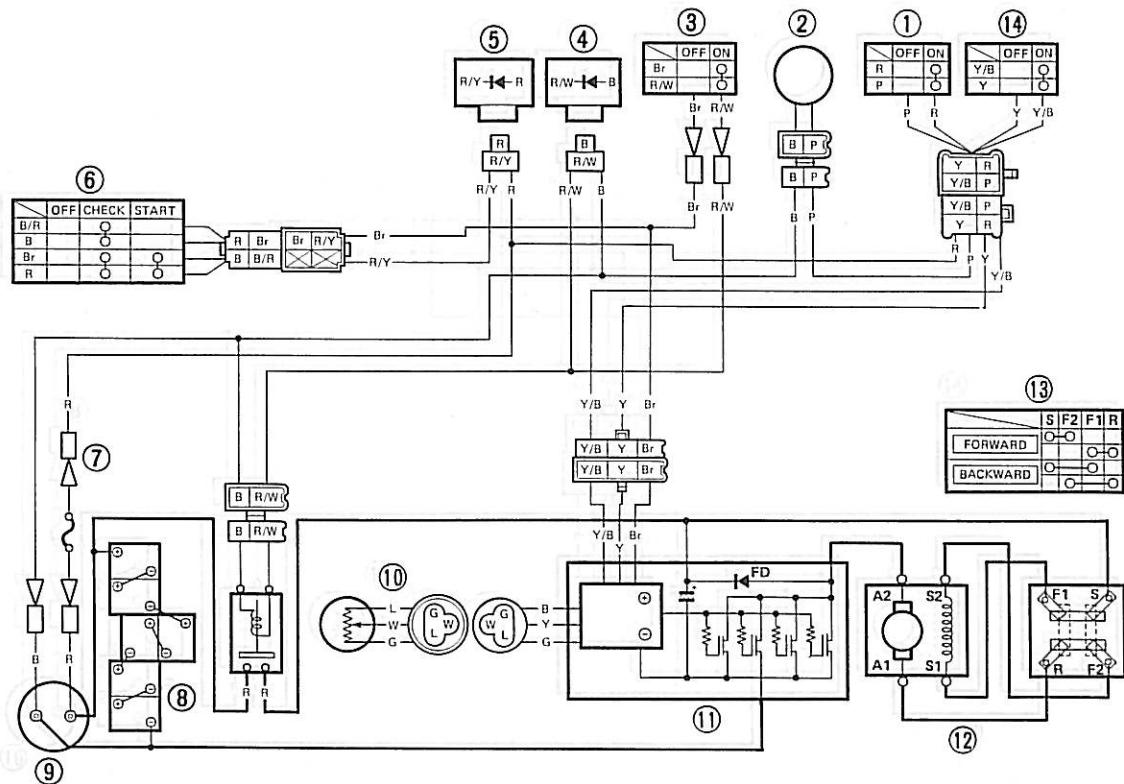 ⑤ ④ ③ ② ① ⑭
OFF ON
Br
R/W
OFF ON
R
P
OFF ON
Y/B
Y
R/Y R
R/W B
Br R/W
P R Y Y/B
R
R/Y
B
R/W
B P
B P
Y R
Y/B P
Y/B P
Y R
R/Y R R/W B
Br R/W
B P
R P Y Y/B
⑥
OFF CHECK START
B/R
B
Br
R
R Br
B B/R
Br R/Y
Br
R/Y
R
⑦
Y/B Y Br
Y/B Y Br
Y/B Y Br
Y/B Y Br
⑬
S F2 F1 R
FORWARD
BACKWARD
B R/W
B R/W
⑩
L
W
G
G W L
G W L
B
Y
G
+
−
+
FD
A2 S2
A1 S1
F1 S
R F2
⑧
+ −
+ −
+ −
B R
R R
⑪
⑫
⑨